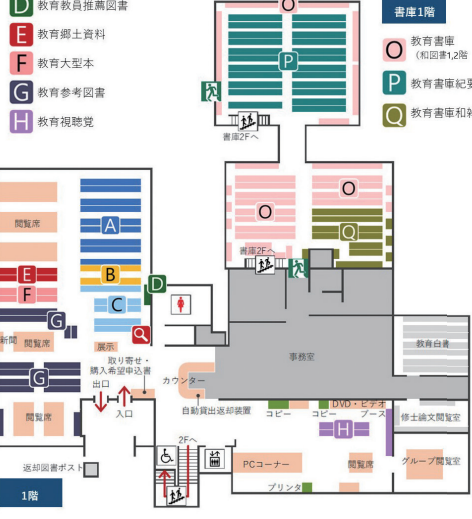 D 教育教員推薦図書
E 教育郷土資料
F 教育大型本
G 教育参考図書
H 教育視聴覚
書庫1階
O 教育書庫
（和図書1,2階
P 教育書庫紀要
Q 教育書庫和雑
O
P
書庫2Fへ
O
O
Q
書庫2Fへ
閲覧席
A
E
B
F
C
D
G
新聞
閲覧席
展示
取り寄せ・
購入希望申込書
G
カウンター
事務室
教育白書
出口
入口
自動貸出返却装置
コピー
コピー
DVD・ビデオ
ブース
H
修士論文閲覧室
閲覧席
2Fへ
返却図書ポスト
PCコーナー
閲覧席
グループ閲覧室
プリンタ
1階